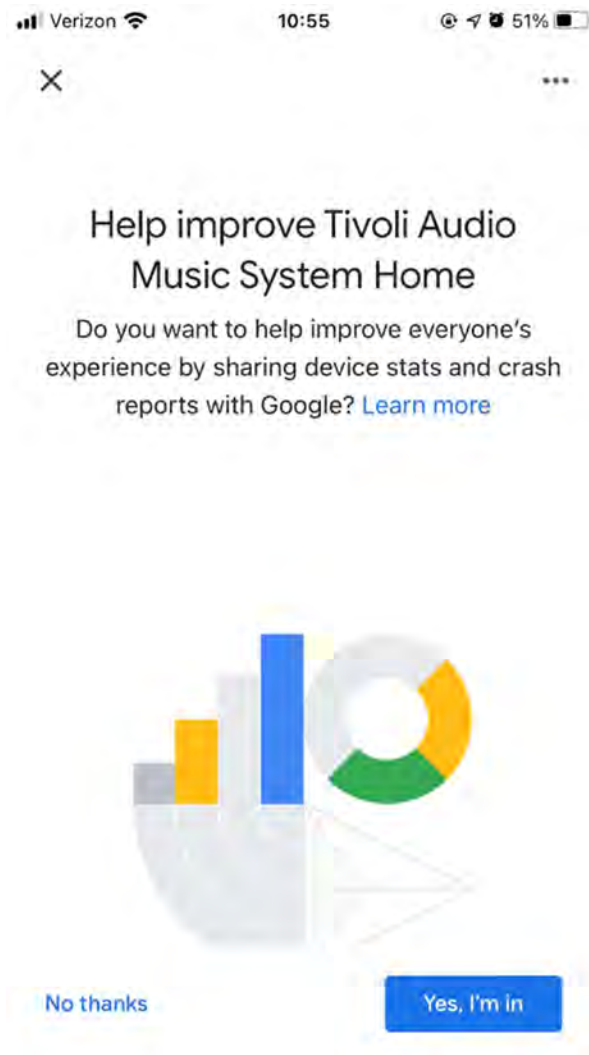 Verizon 10:55 51%
Help improve Tivoli Audio
Music System Home
Do you want to help improve everyone's
experience by sharing device stats and crash
reports with Google? Learn more
No thanks Yes, I'm in